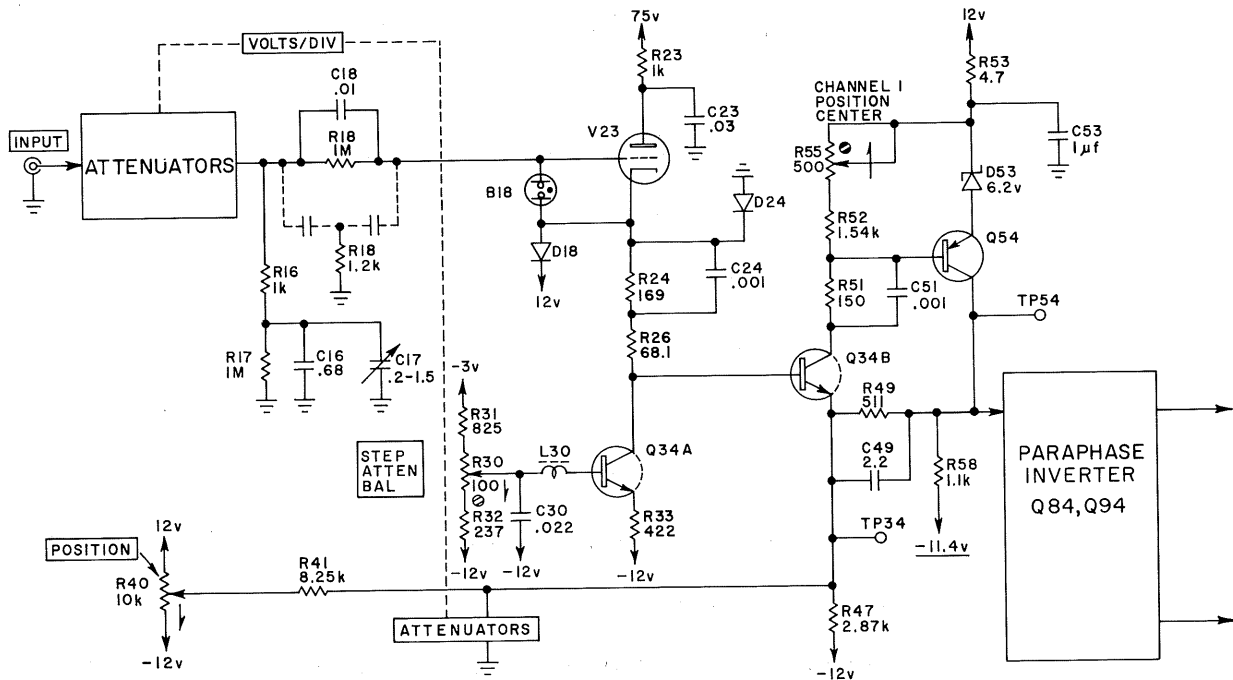 VOLTS/DIV
75v
12v
R23
1k
R53
4.7
C18
.01
C23
.03
CHANNEL 1
POSITION
CENTER
C53
1µf
INPUT
ATTENUATORS
R18
1M
V23
R55
500
D53
6.2v
B18
D24
R18
1.2k
D18
12v
R52
1.54k
Q54
R16
1k
R24
169
C24
.001
R51
150
C51
.001
TP54
R17
1M
C16
.68
C17
.2-1.5
R26
68.1
Q34B
-3v
R31
825
R49
511
STEP
ATTEN
BAL
R30
100
L30
Q34A
C49
2.2
R58
1.1k
PARAPHASE
INVERTER
Q84,Q94
R32
237
C30
.022
R33
422
TP34
-11.4v
12v
POSITION
R40
10k
R41
8.25k
-12v
-12v
-12v
R47
2.87k
ATTENUATORS
-12v
-12v